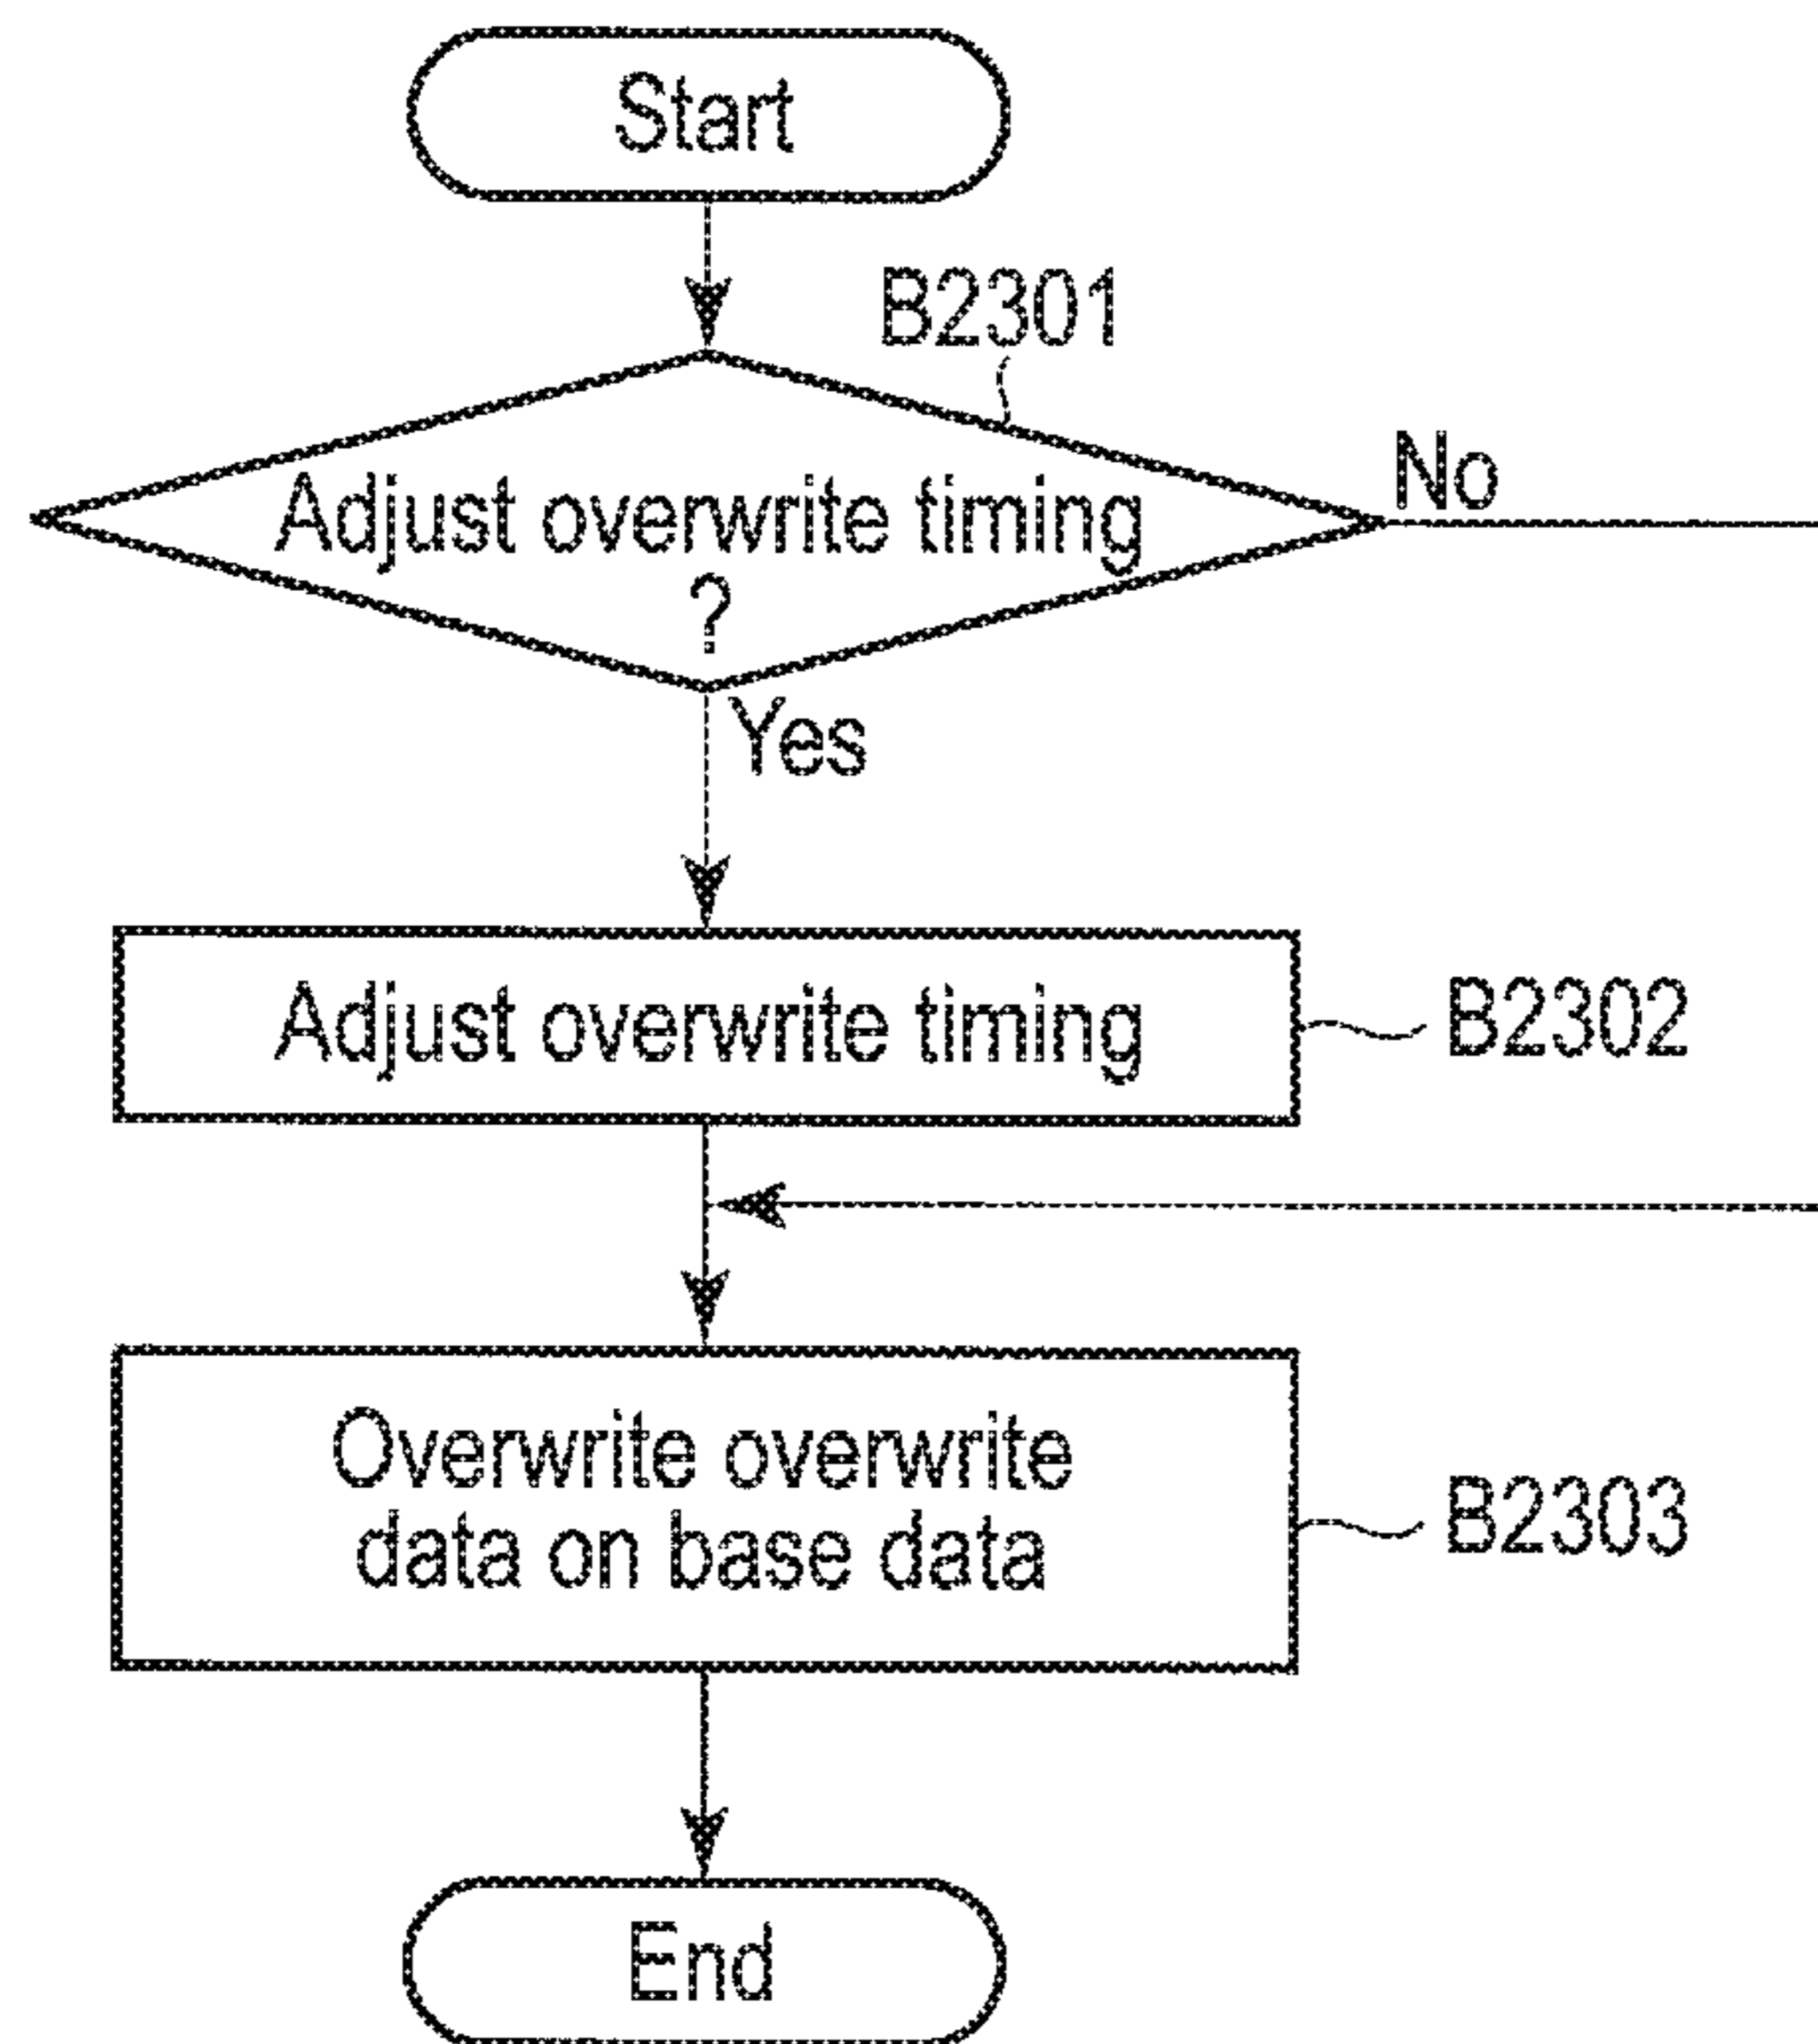 Start
B2301
No
Adjust overwrite timing
?
Yes
Adjust overwrite timing
B2302
Overwrite overwrite
data on base data
B2303
End